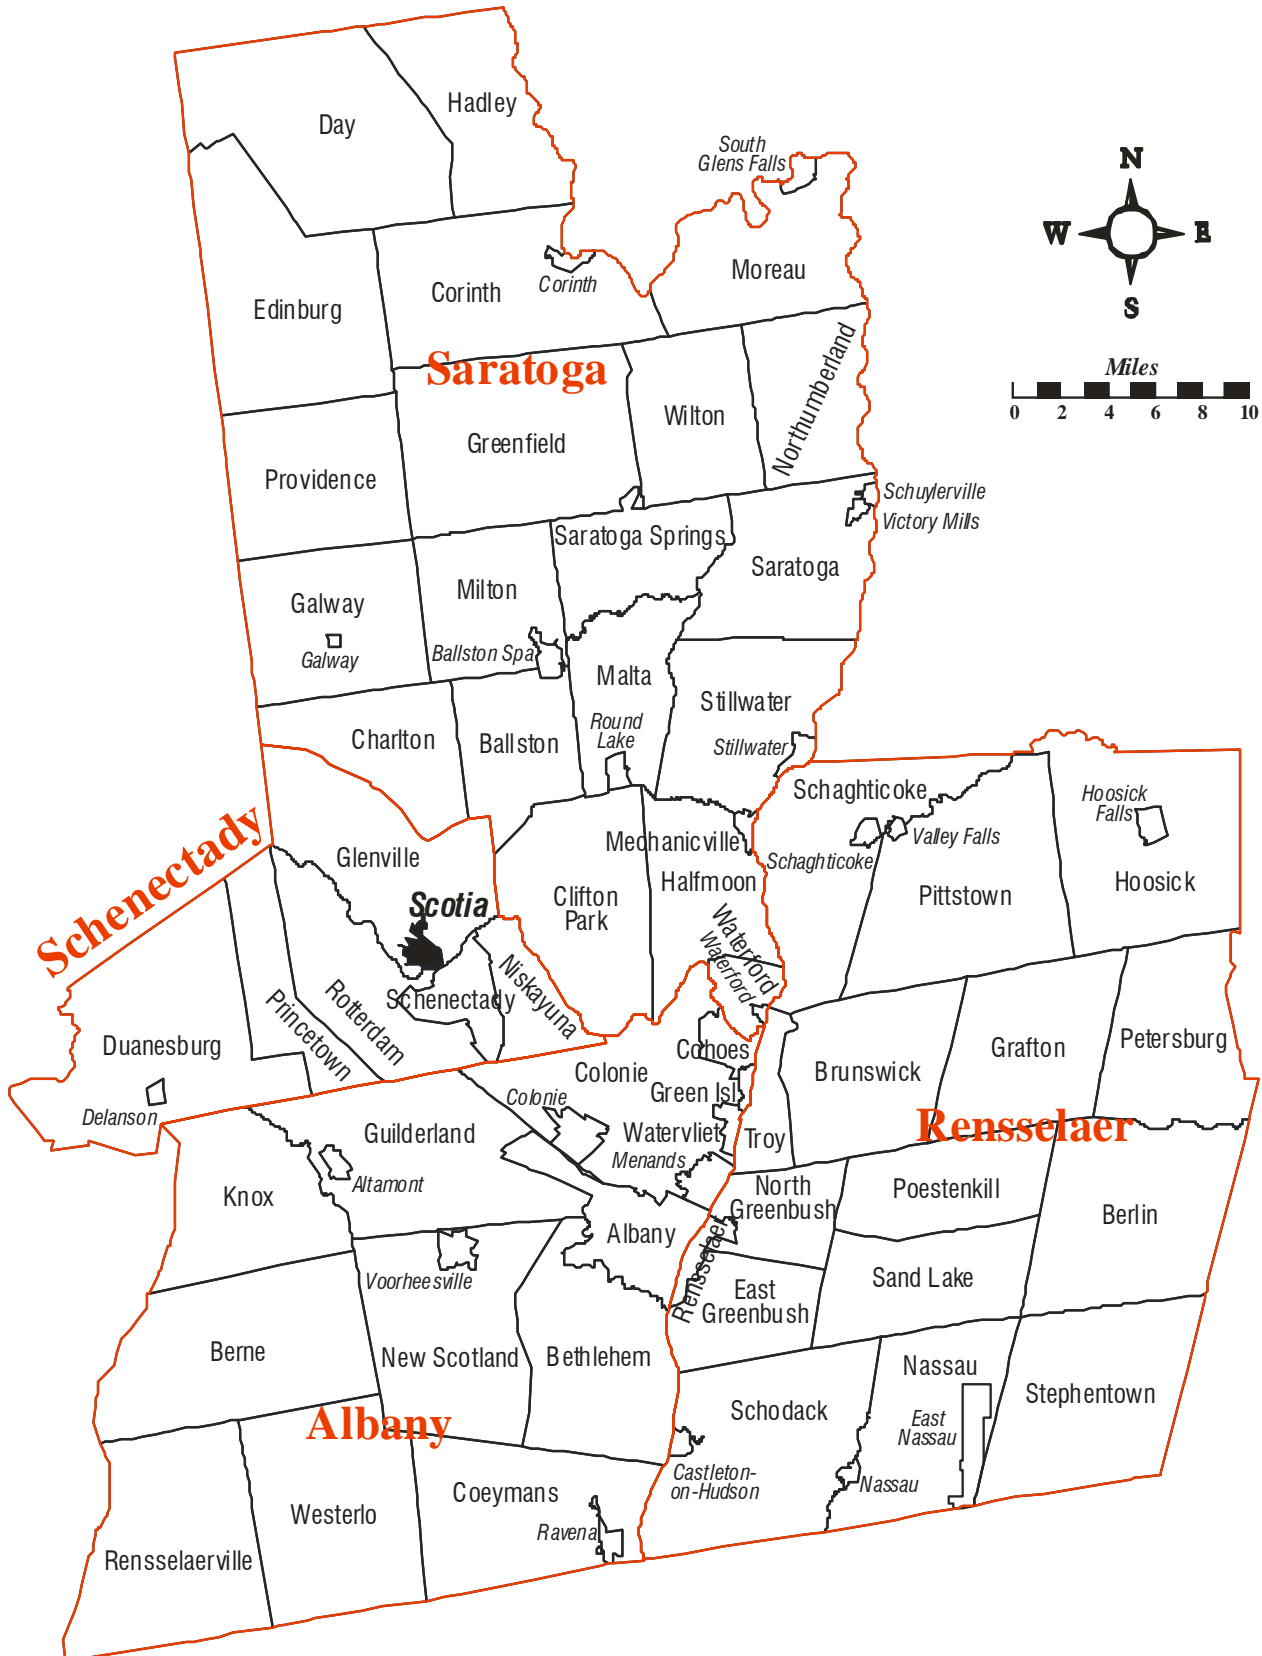 Hadley
Day
South
Glens Falls
N
W
E
S
Moreau
Corinth
Corinth
Edinburg
Northumberland
Saratoga
Miles
0 2 4 6 8 10
Wilton
Greenfield
Providence
Schuylerville
Victory Mills
Saratoga Springs
Saratoga
Milton
Galway
Galway
Ballston Spa
Malta
Stillwater
Round
Lake
Stillwater
Charlton
Ballston
Schaghticoke
Hoosick
Falls
Mechanicville
Valley Falls
Schaghticoke
Schenectady
Glenville
Halfmoon
Hoosick
Clifton
Park
Pittstown
Scotia
Waterford
Waterford
Niskayuna
Schenectady
Rotterdam
Princetown
Duanesburg
Delanson
Cohoes
Colonie
Green Isl
Colonie
Brunswick
Grafton
Petersburg
Rensselaer
Guilderland
Watervliet
Troy
Menands
Altamont
Knox
North
Greenbush
Poestenkill
Berlin
Albany
Rensselaer
Voorheesville
Sand Lake
East
Greenbush
Berne
New Scotland
Bethlehem
Nassau
Stephentown
Schodack
Albany
East
Nassau
Castleton-
on-Hudson
Nassau
Coeymans
Westerlo
Ravena
Rensselaerville